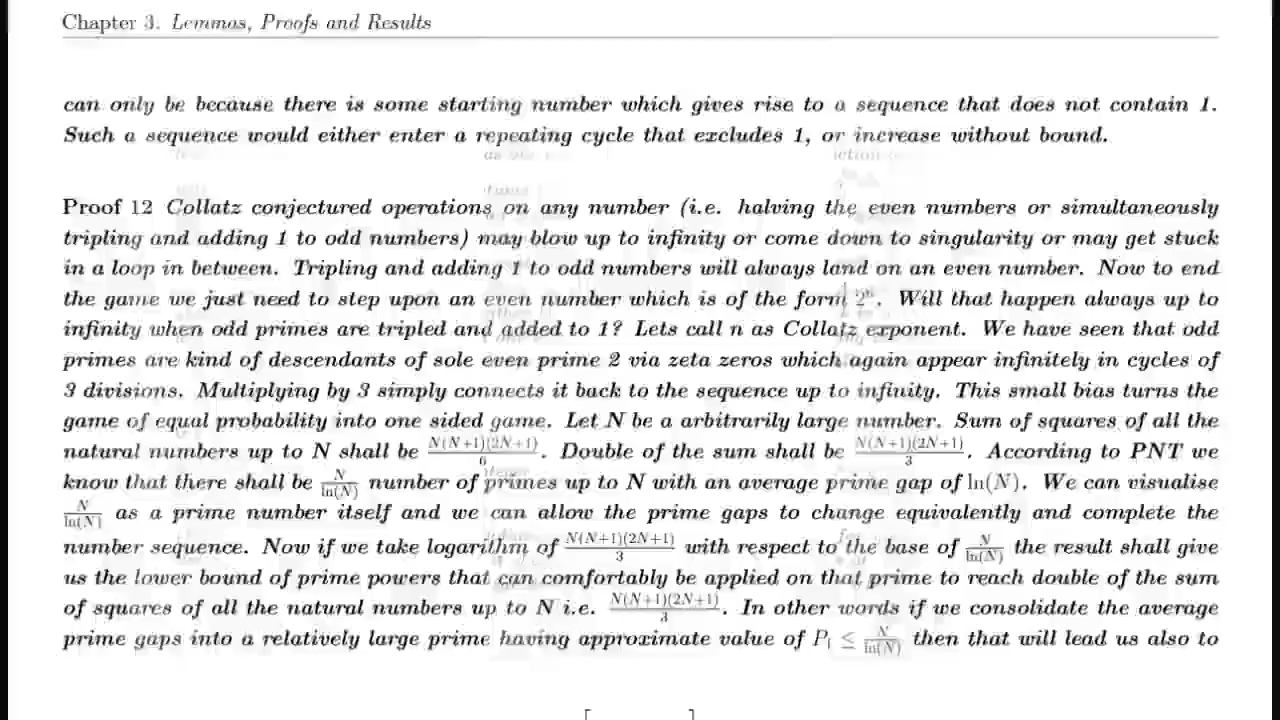 Chapter 3. Lemmas, Proofs and Results
can only be because there is some starting number which gives rise to a sequence that does not contain 1.
Such a sequence would either enter a repeating cycle that excludes 1, or increase without bound.
Proof 12 Collatz conjectured operations on any number (i.e. halving the even numbers or simultaneously
tripling and adding 1 to odd numbers) may blow up to infinity or come down to singularity or may get stuck
in a loop in between. Tripling and adding 1 to odd numbers will always land on an even number. Now to end
the game we just need to step upon an even number which is of the form 2^n. Will that happen always up to
infinity when odd primes are tripled and added to 1? Lets call n as Collatz exponent. We have seen that odd
primes are kind of descendants of sole even prime 2 via zeta zeros which again appear infinitely in cycles of
3 divisions. Multiplying by 3 simply connects it back to the sequence up to infinity. This small bias turns the
game of equal probability into one sided game. Let N be a arbitrarily large number. Sum of squares of all the
natural numbers up to N shall be N(N+1)(2N+1)/6. Double of the sum shall be N(N+1)(2N+1)/3. According to PNT we
know that there shall be N/ln(N) number of primes up to N with an average prime gap of ln(N). We can visualise
N/ln(N) as a prime number itself and we can allow the prime gaps to change equivalently and complete the
number sequence. Now if we take logarithm of N(N+1)(2N+1)/3 with respect to the base of N/ln(N) the result shall give
us the lower bound of prime powers that can comfortably be applied on that prime to reach double of the sum
of squares of all the natural numbers up to N i.e. N(N+1)(2N+1)/3. In other words if we consolidate the average
prime gaps into a relatively large prime having approximate value of P₁ ≤ N/ln(N) then that will lead us also to